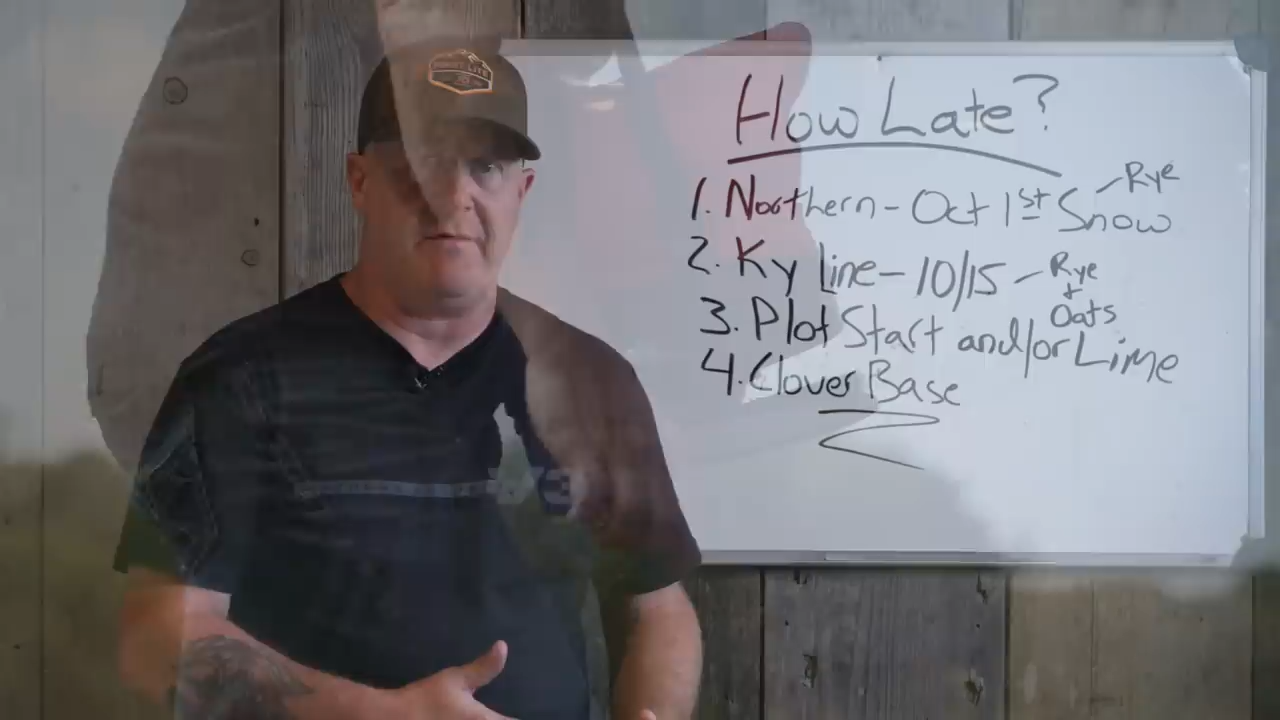 How Late?
1. Northern - Oct 1st Snow - Rye
2. Ky Line - 10/15 - Rye + Oats
3. Plot Start and/or Lime
4. Clover Base